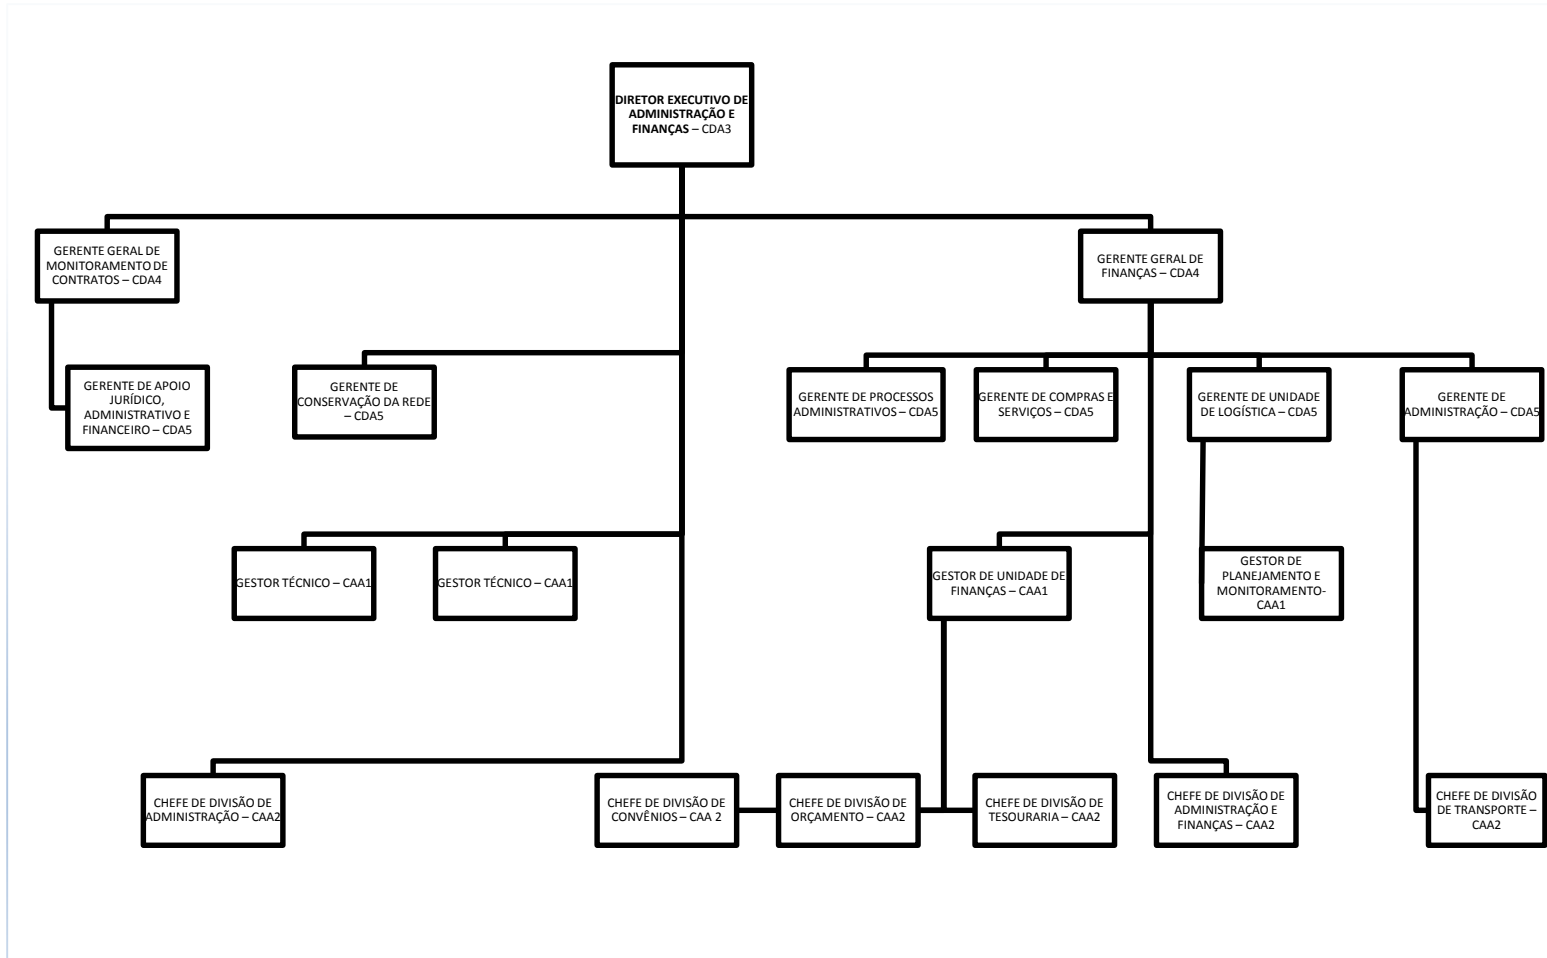 DIRETOR EXECUTIVO DE
ADMINISTRAÇÃO E
FINANÇAS – CDA3
GERENTE GERAL DE
MONITORAMENTO DE
CONTRATOS – CDA4
GERENTE GERAL DE
FINANÇAS – CDA4
GERENTE DE APOIO
JURÍDICO,
ADMINISTRATIVO E
FINANCEIRO – CDA5
GERENTE DE
CONSERVAÇÃO DA REDE
– CDA5
GERENTE DE PROCESSOS
ADMINISTRATIVOS – CDA5
GERENTE DE COMPRAS E
SERVIÇOS – CDA5
GERENTE DE UNIDADE
DE LOGÍSTICA – CDA5
GERENTE DE
ADMINISTRAÇÃO – CDA5
GESTOR TÉCNICO – CAA1
GESTOR TÉCNICO – CAA1
GESTOR DE UNIDADE DE
FINANÇAS – CAA1
GESTOR DE
PLANEJAMENTO E
MONITORAMENTO-
CAA1
CHEFE DE DIVISÃO DE
ADMINISTRAÇÃO – CAA2
CHEFE DE DIVISÃO DE
CONVÊNIOS – CAA 2
CHEFE DE DIVISÃO DE
ORÇAMENTO – CAA2
CHEFE DE DIVISÃO DE
TESOURARIA – CAA2
CHEFE DE DIVISÃO DE
ADMINISTRAÇÃO E
FINANÇAS – CAA2
CHEFE DE DIVISÃO
DE TRANSPORTE –
CAA2